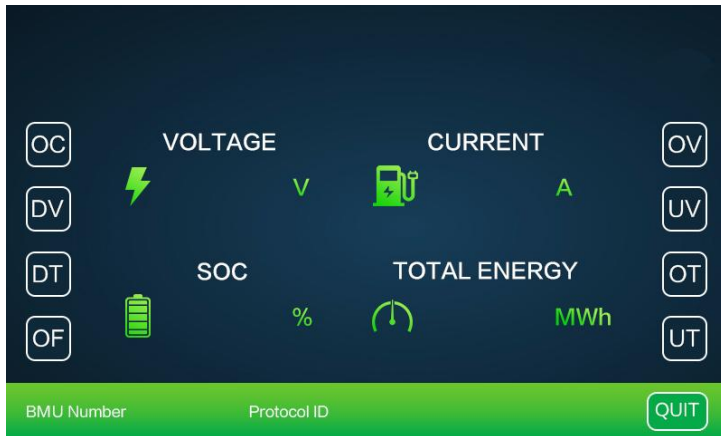 OC
VOLTAGE
CURRENT
OV
V
A
DV
UV
DT
SOC
TOTAL ENERGY
OT
%
MWh
OF
UT
BMU Number
Protocol ID
QUIT